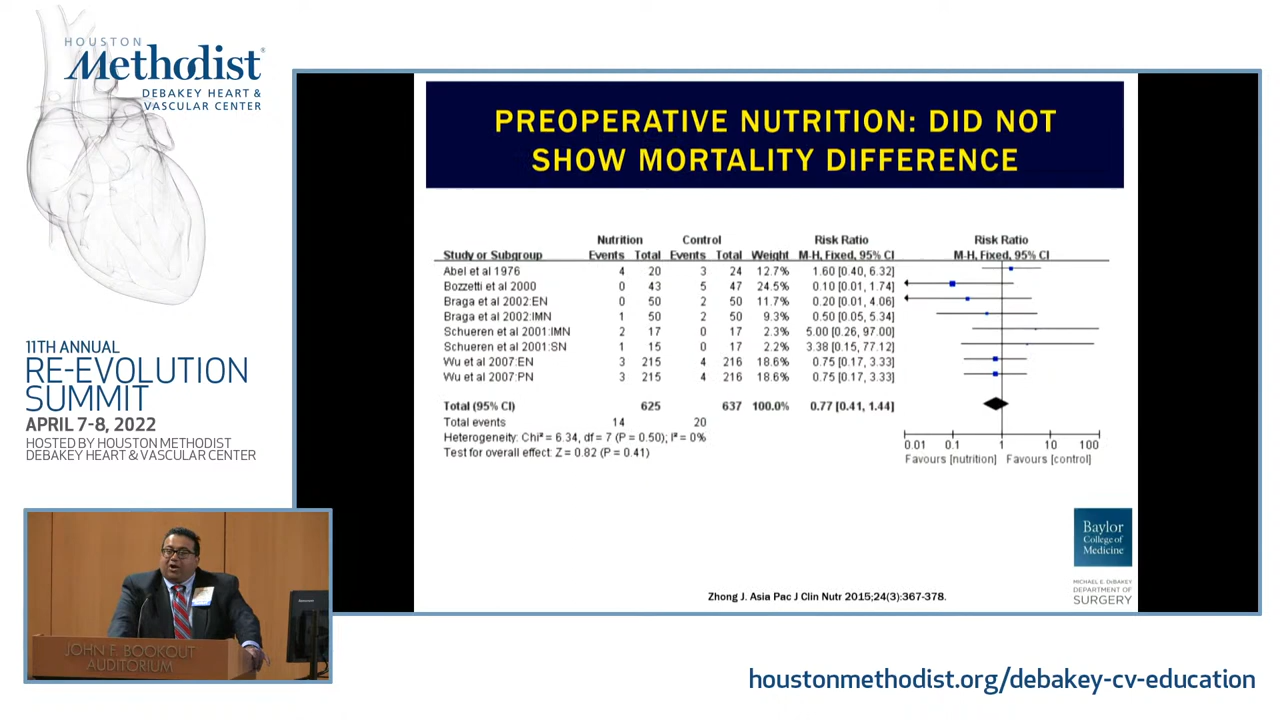 HOUSTON
Methodist
DEBAKEY HEART &
VASCULAR CENTER
PREOPERATIVE NUTRITION: DID NOT
SHOW MORTALITY DIFFERENCE
Nutrition Control Risk Ratio Risk Ratio
Study or Subgroup Events Total Events Total Weight M-H, Fixed, 95% CI M-H, Fixed, 95% CI
Abel et al 1976 4 20 3 24 12.7% 1.60 [0.40, 6.32]
Bozzetti et al 2000 0 43 5 47 24.5% 0.10 [0.01, 1.74]
Braga et al 2002:EN 0 50 2 50 11.7% 0.20 [0.01, 4.06]
Braga et al 2002:IMN 1 50 2 50 9.3% 0.50 [0.05, 5.34]
Schueren et al 2001:IMN 2 17 0 17 2.3% 5.00 [0.26, 97.00]
Schueren et al 2001:SN 1 15 0 17 2.2% 3.38 [0.15, 77.12]
Wu et al 2007:EN 3 215 4 216 18.6% 0.75 [0.17, 3.33]
Wu et al 2007:PN 3 215 4 216 18.6% 0.75 [0.17, 3.33]
Total (95% CI) 625 637 100.0% 0.77 [0.41, 1.44]
Total events 14 20
Heterogeneity: Chi² = 6.34, df = 7 (P = 0.50); I² = 0%
Test for overall effect: Z = 0.82 (P = 0.41)
0.01 0.1 1 10 100
Favours [nutrition] Favours [control]
Baylor
College of
Medicine
MICHAEL E. DEBAKEY
DEPARTMENT OF
SURGERY
Zhong J. Asia Pac J Clin Nutr 2015;24(3):367-378.
11TH ANNUAL
RE-EVOLUTION
SUMMIT
APRIL 7-8, 2022
HOSTED BY HOUSTON METHODIST
DEBAKEY HEART & VASCULAR CENTER
JOHN F. BOOKOUT
AUDITORIUM
houstonmethodist.org/debakey-cv-education